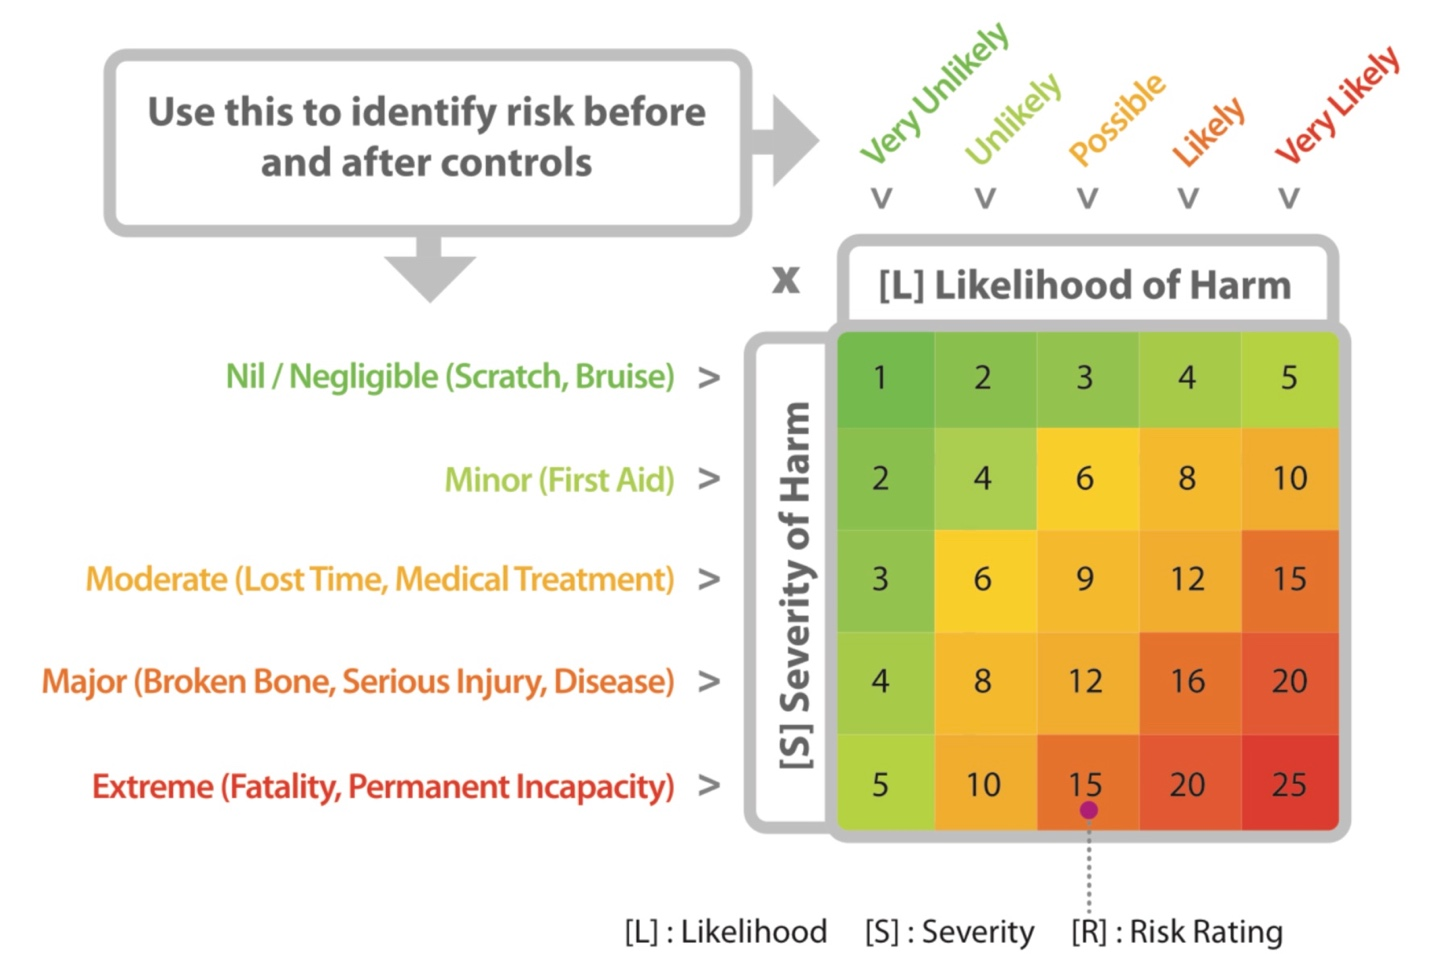 Use this to identify risk before
and after controls
Very Unlikely
Unlikely
Possible
Likely
Very Likely
> > > > >
x
[L] Likelihood of Harm
[S] Severity of Harm
Nil / Negligible (Scratch, Bruise) > 1 2 3 4 5
Minor (First Aid) > 2 4 6 8 10
Moderate (Lost Time, Medical Treatment) > 3 6 9 12 15
Major (Broken Bone, Serious Injury, Disease) > 4 8 12 16 20
Extreme (Fatality, Permanent Incapacity) > 5 10 15 20 25
[L] : Likelihood [S] : Severity [R] : Risk Rating